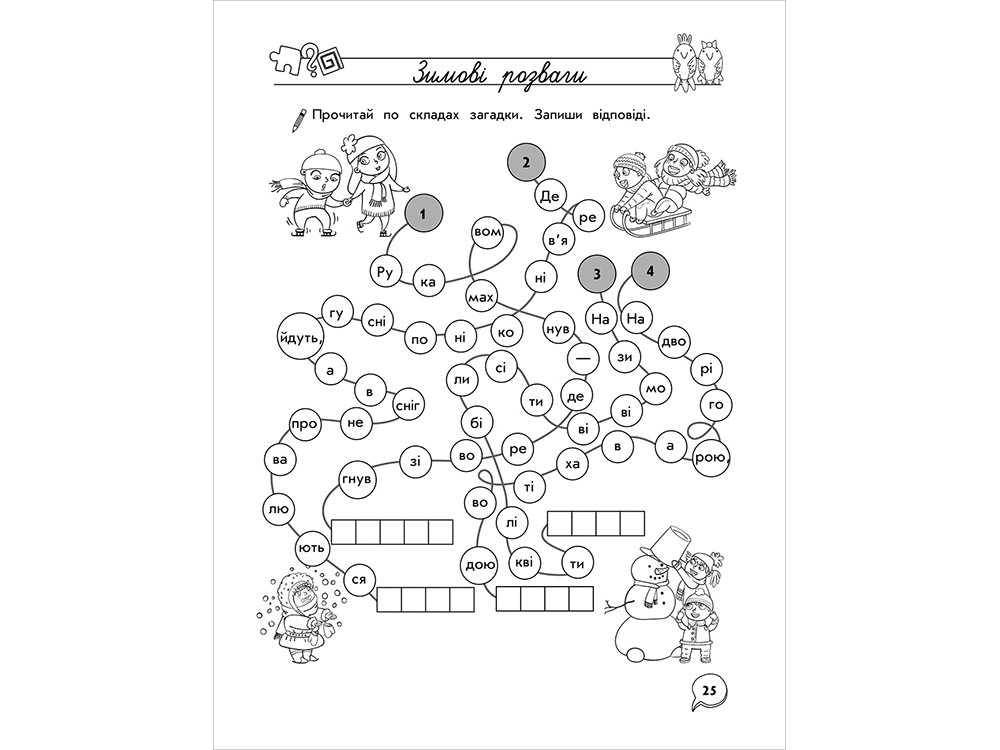 Зимові розваги
Прочитай по складах загадки. Запиши відповіді.
1
Ру
ка
вом
мах
нув
—
де
ре
во
зі
гнув
2
Де
ре
в’я
ні
ко
ні
по
сні
гу
йдуть,
а
в
сніг
не
про
ва
лю
ють
ся
3
На
зи
мо
ві
ві
ти
сі
ли
бі
лі
кві
ти
4
На
дво
рі
го
рою,
а
в
ха
ті
во
дою
25